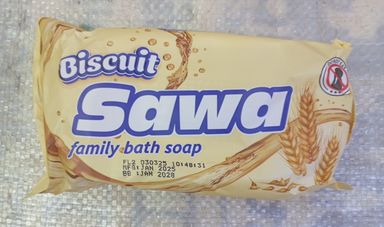 Biscuit
Sawa
family bath soap
FL2 030325 10:48:31
MFG:JAN 2025
BB :JAN 2028